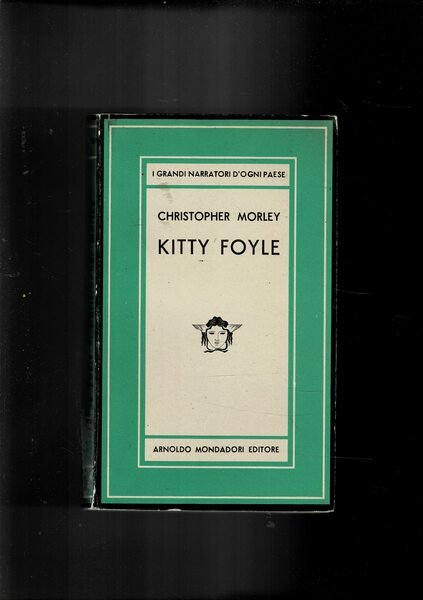 I GRANDI NARRATORI D'OGNI PAESE
CHRISTOPHER MORLEY
KITTY FOYLE
ARNOLDO MONDADORI EDITORE